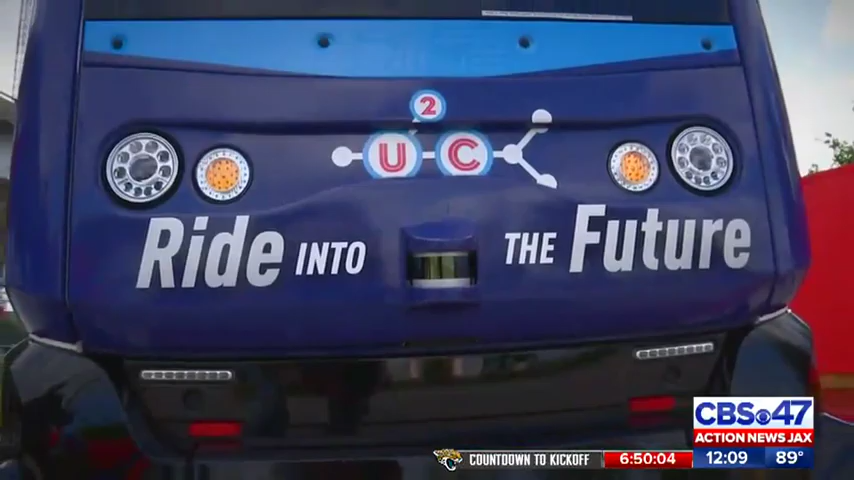 2
U C
Ride INTO THE Future
CBS 47
ACTION NEWS JAX
COUNTDOWN TO KICKOFF 6:50:04 12:09 89°